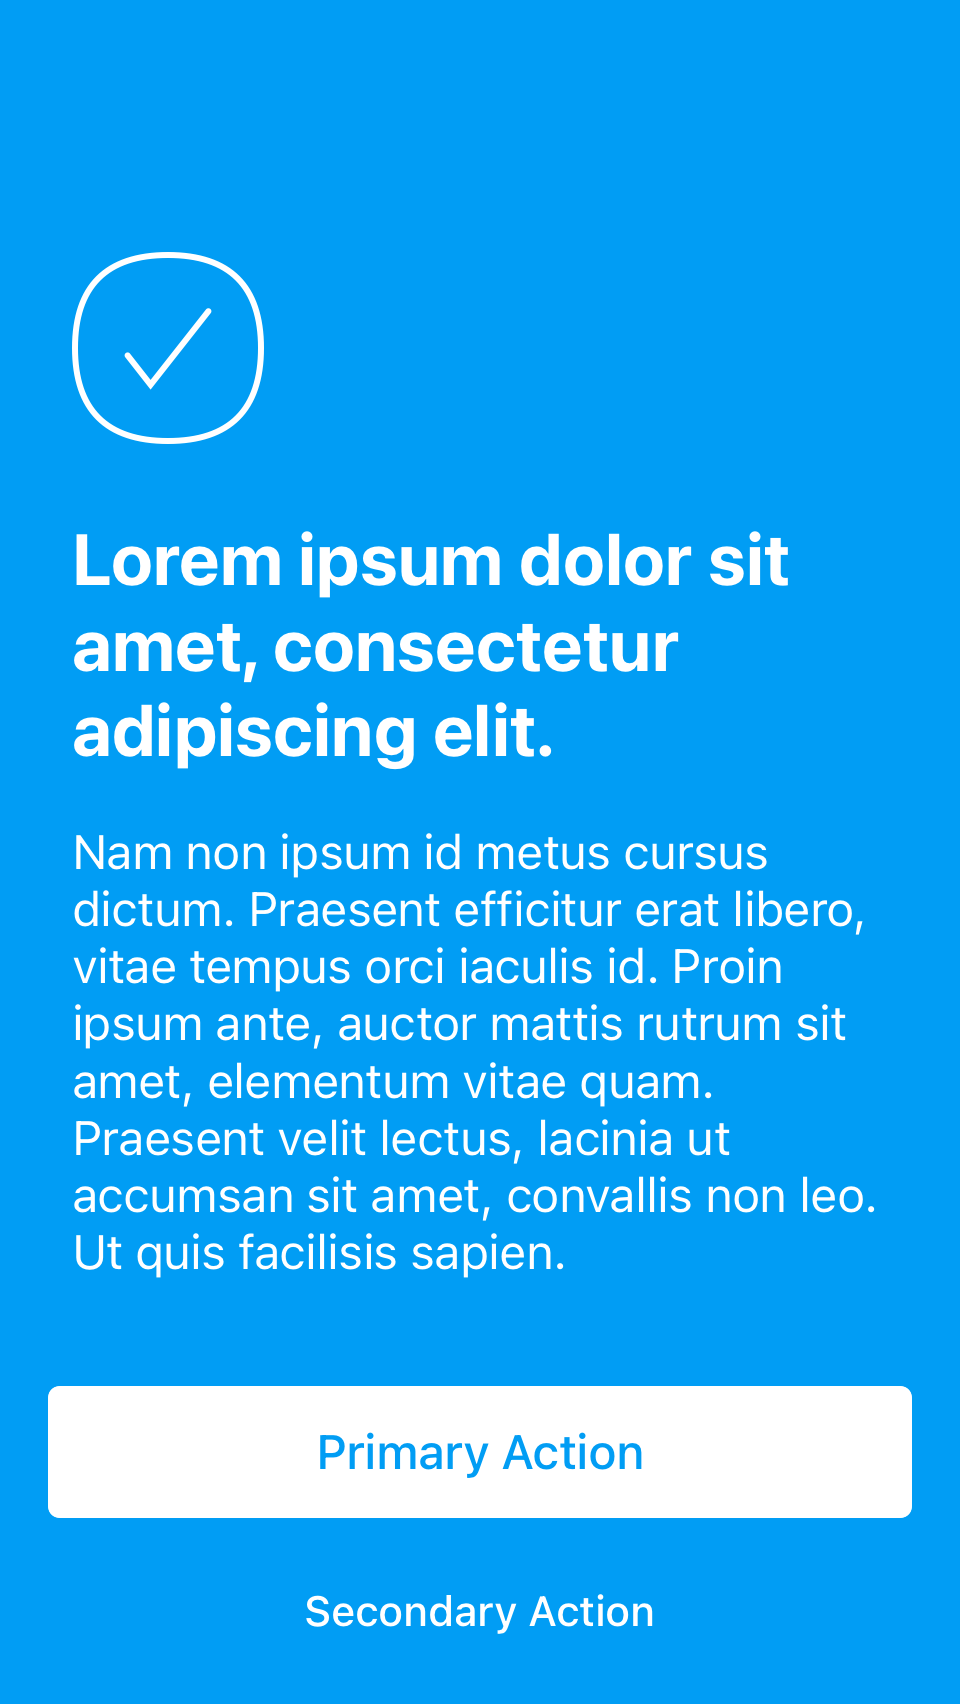 Lorem ipsum dolor sit
amet, consectetur
adipiscing elit.
Nam non ipsum id metus cursus
dictum. Praesent efficitur erat libero,
vitae tempus orci iaculis id. Proin
ipsum ante, auctor mattis rutrum sit
amet, elementum vitae quam.
Praesent velit lectus, lacinia ut
accumsan sit amet, convallis non leo.
Ut quis facilisis sapien.
Primary Action
Secondary Action